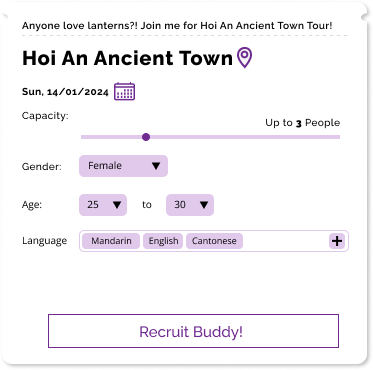 Anyone love lanterns?! Join me for Hoi An Ancient Town Tour!
Hoi An Ancient Town
Sun, 14/01/2024
Capacity:
Up to 3 People
Gender: Female
Age: 25 to 30
Language Mandarin English Cantonese +
Recruit Buddy!